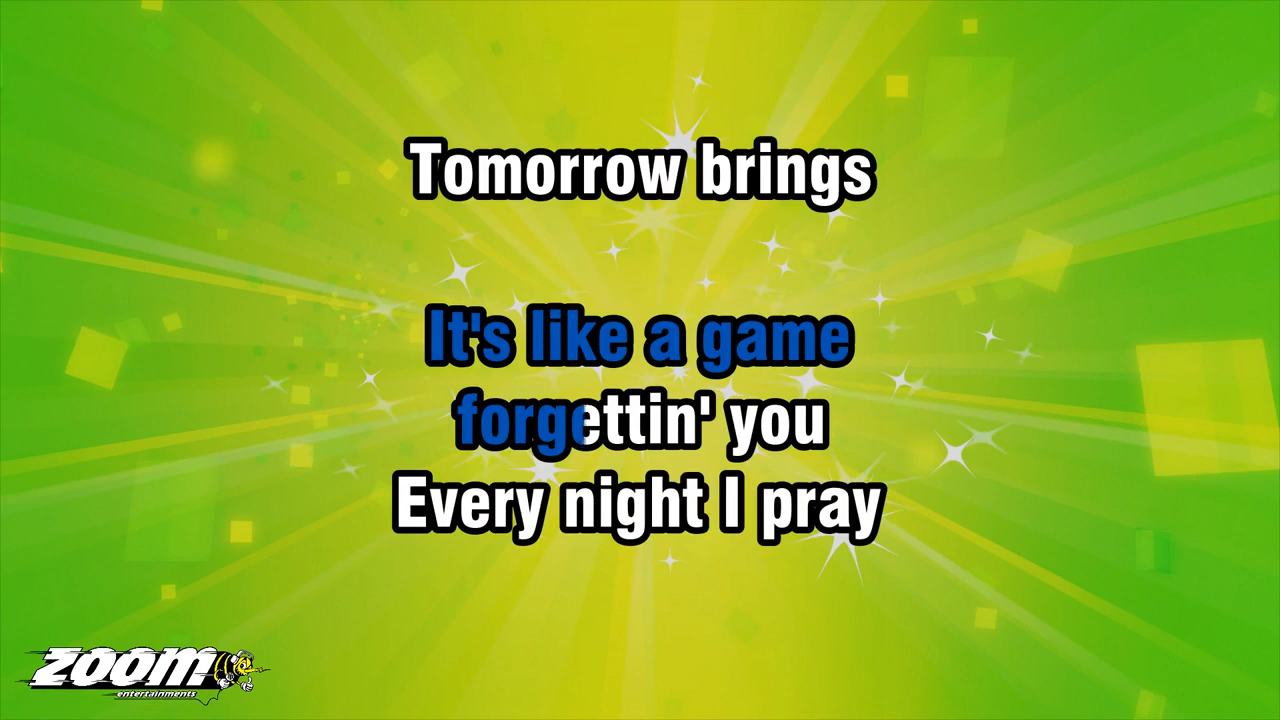 Tomorrow brings
It's like a game
forgettin' you
Every night I pray
zoom
entertainments